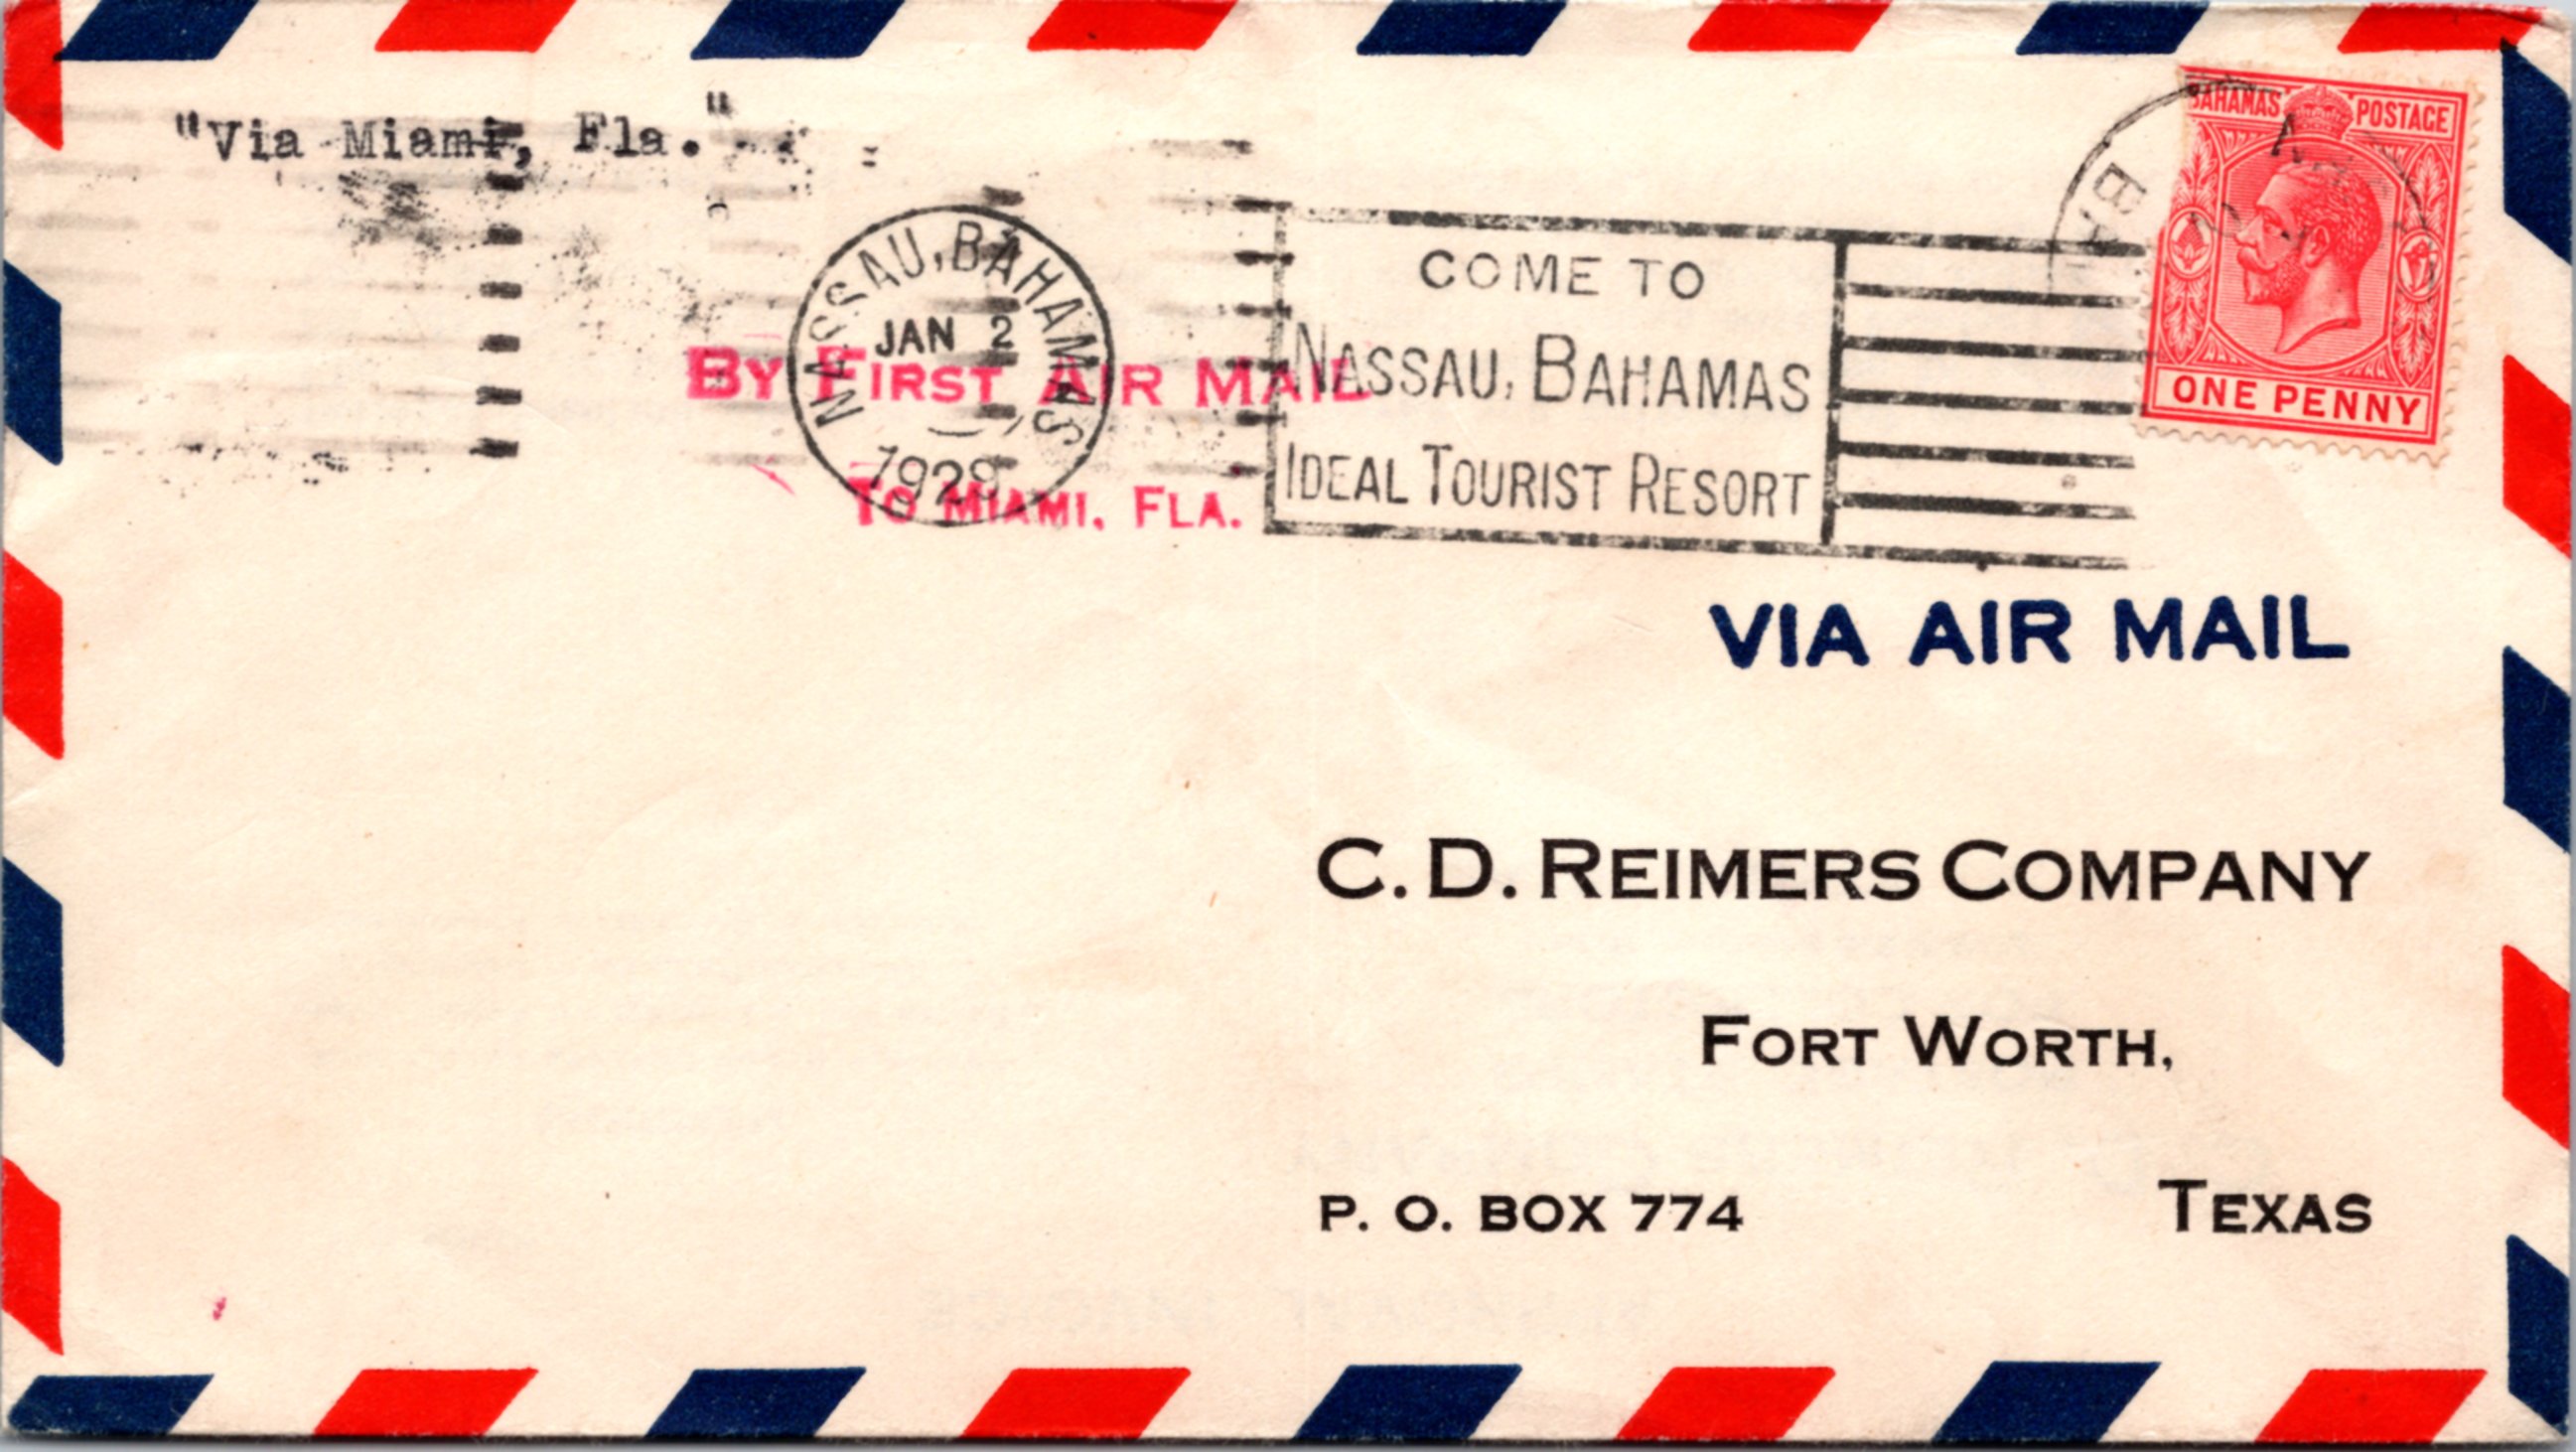 "Via Miami, Fla."
BAHAMAS POSTAGE
ONE PENNY
NASSAU, BAHAMAS
JAN 2
1929
COME TO
NASSAU, BAHAMAS
IDEAL TOURIST RESORT
BY FIRST AIR MAIL
TO MIAMI, FLA.
VIA AIR MAIL
C. D. REIMERS COMPANY
FORT WORTH,
P. O. BOX 774 TEXAS